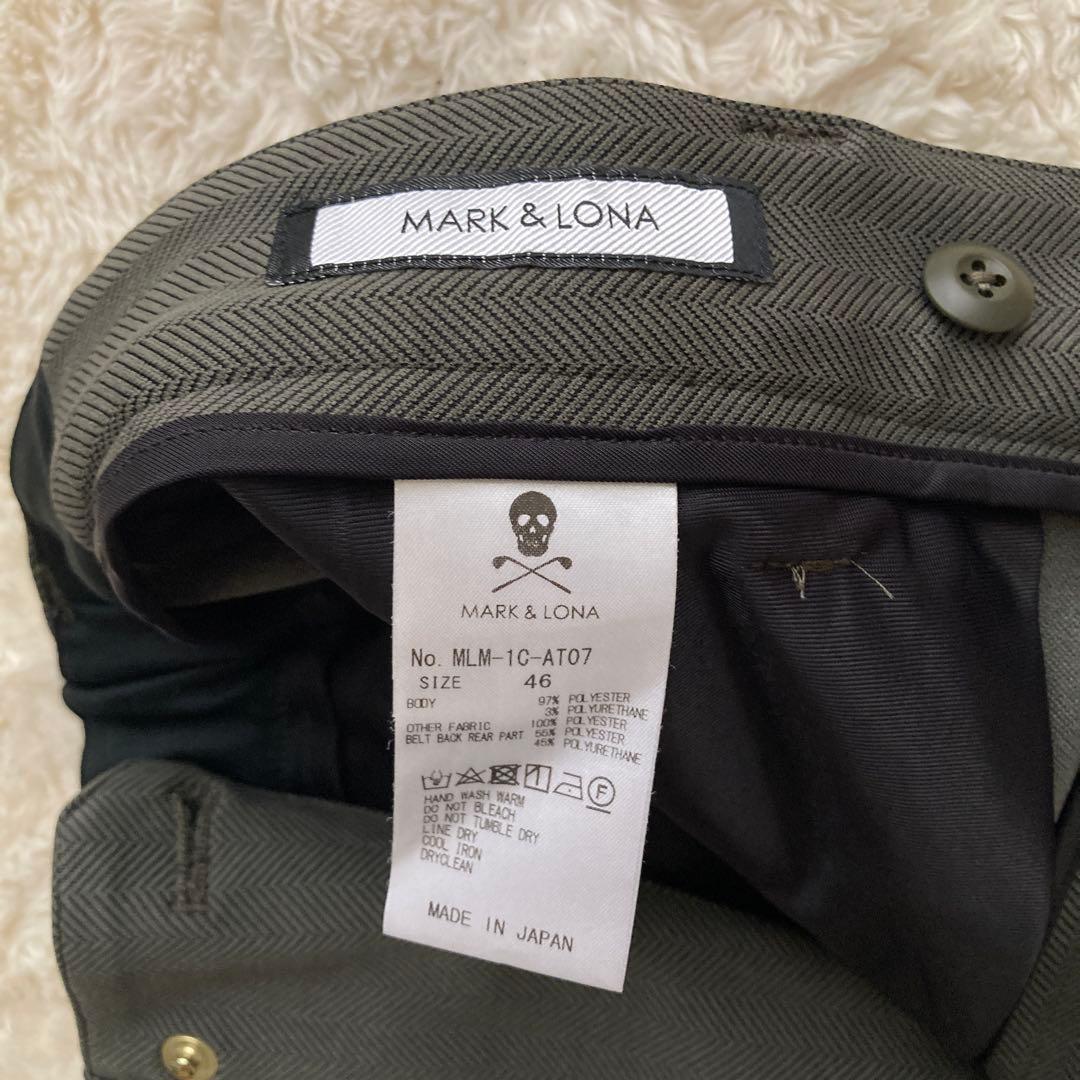 MARK & LONA
MARK & LONA
No. MLM-1C-AT07
SIZE 46
BODY 97% POLYESTER
3% POLYURETHANE
OTHER FABRIC 100% POLYESTER
BELT BACK REAR PART 55% POLYESTER
45% POLYURETHANE
F
HAND WASH WARM
DO NOT BLEACH
DO NOT TUMBLE DRY
LINE DRY
COOL IRON
DRYCLEAN
MADE IN JAPAN